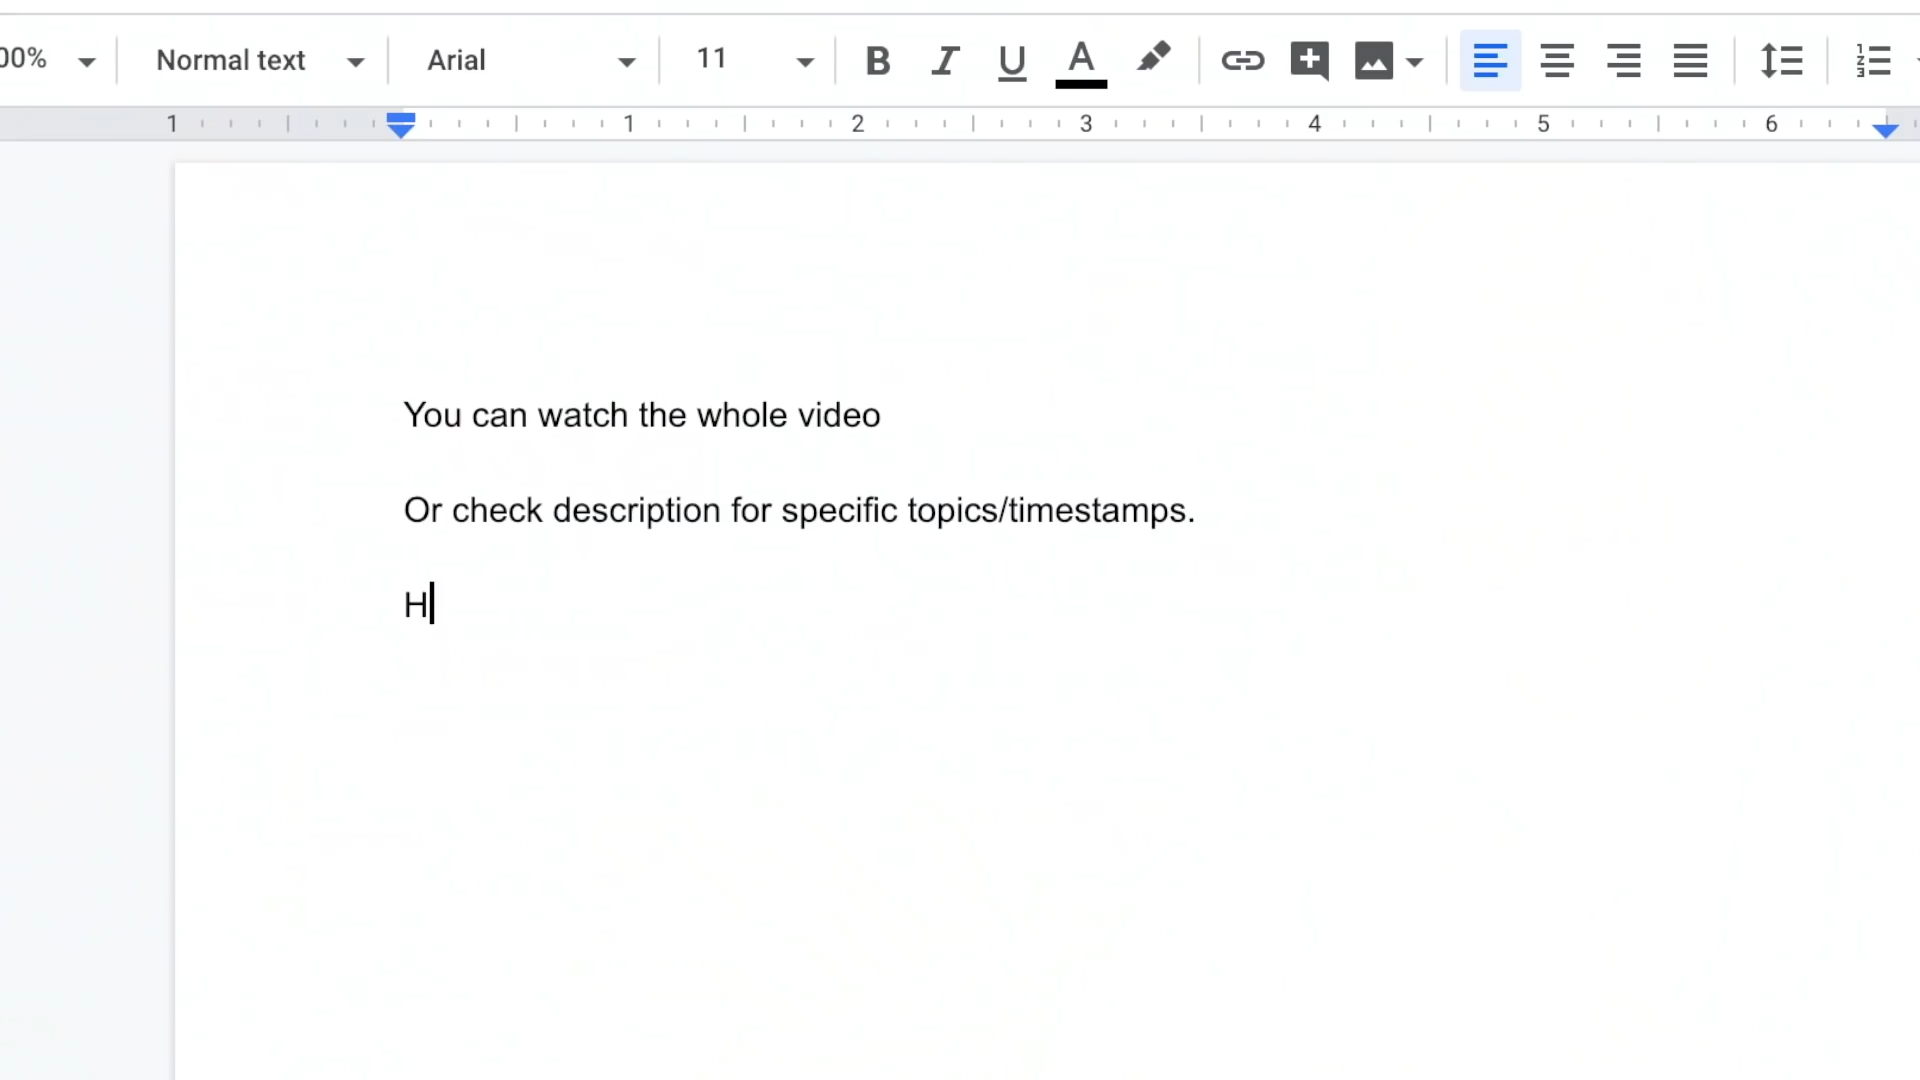 00% Normal text Arial 11 B I U A
1 1 2 3 4 5 6
You can watch the whole video
Or check description for specific topics/timestamps.
H